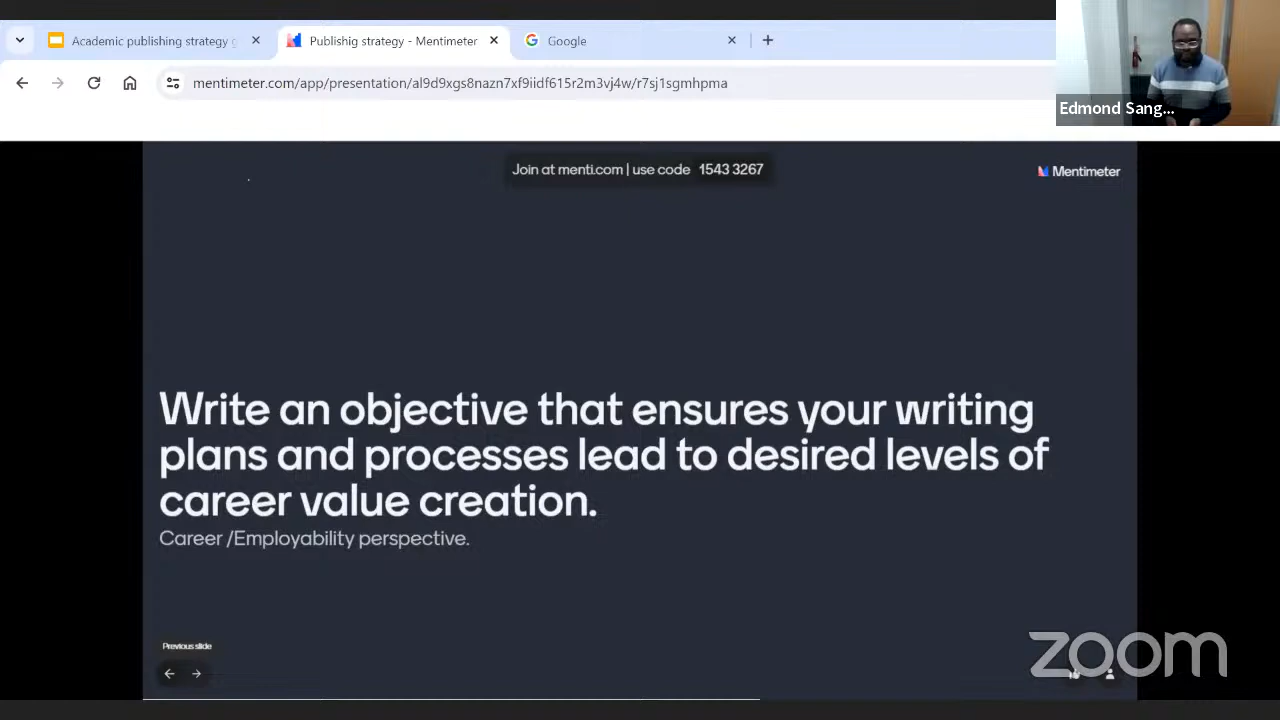 Academic publishing strategy g
Publishig strategy - Mentimeter
Google
mentimeter.com/app/presentation/al9d9xgs8nazn7xf9iidf615r2m3vj4w/r7sj1sgmhpma
Edmond Sang...
Join at menti.com | use code 1543 3267
Mentimeter
Write an objective that ensures your writing
plans and processes lead to desired levels of
career value creation.
Career /Employability perspective.
Previous slide
zoom